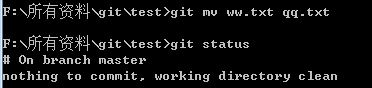 F:\所有资料\git\test>git mv ww.txt qq.txt
F:\所有资料\git\test>git status
# On branch master
nothing to commit, working directory clean